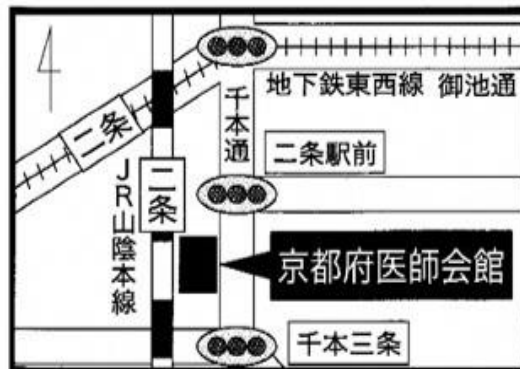 地下鉄東西線 御池通
千本通
二条
二条駅前
二条
JR山陰本線
京都府医師会館
千本三条